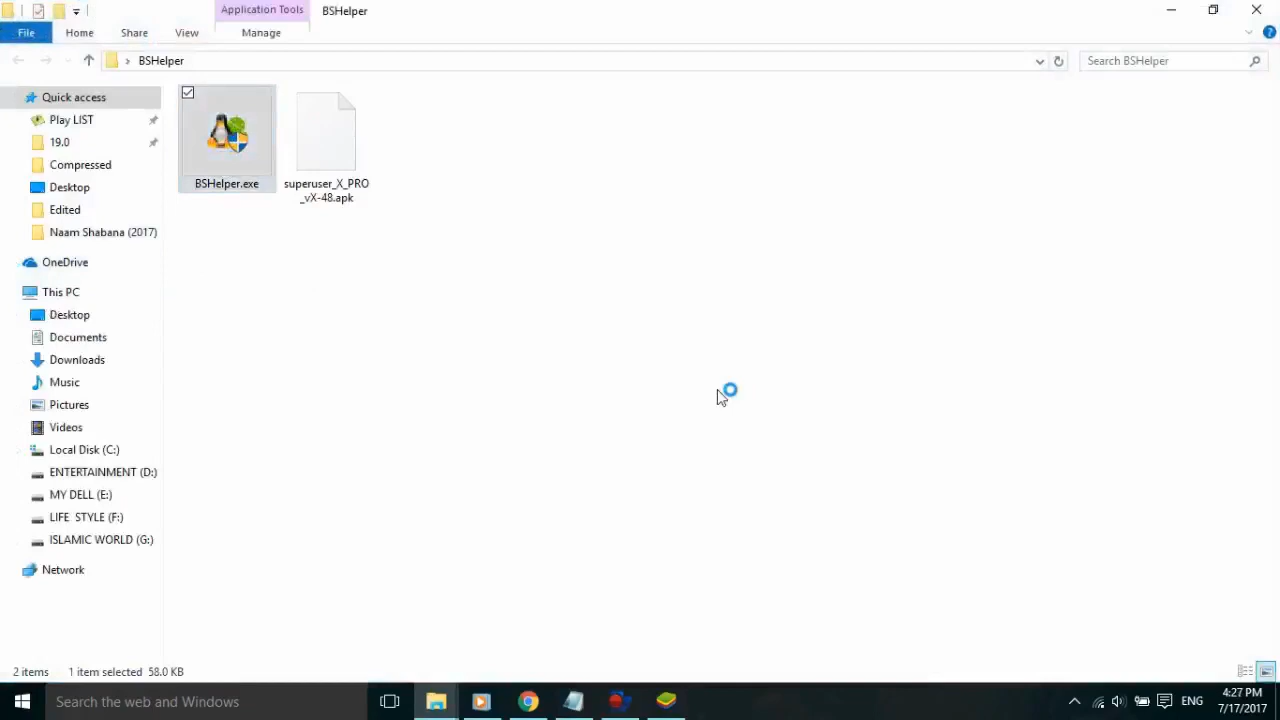 Application Tools
BSHelper
File
Home
Share
View
Manage
BSHelper
Search BSHelper
Quick access
Play LIST
19.0
Compressed
Desktop
Edited
Naam Shabana (2017)
OneDrive
This PC
Desktop
Documents
Downloads
Music
Pictures
Videos
Local Disk (C:)
ENTERTAINMENT (D:)
MY DELL (E:)
LIFE STYLE (F:)
ISLAMIC WORLD (G:)
Network
BSHelper.exe
superuser_X_PRO
_vX-48.apk
2 items
1 item selected 58.0 KB
Search the web and Windows
ENG
4:27 PM
7/17/2017